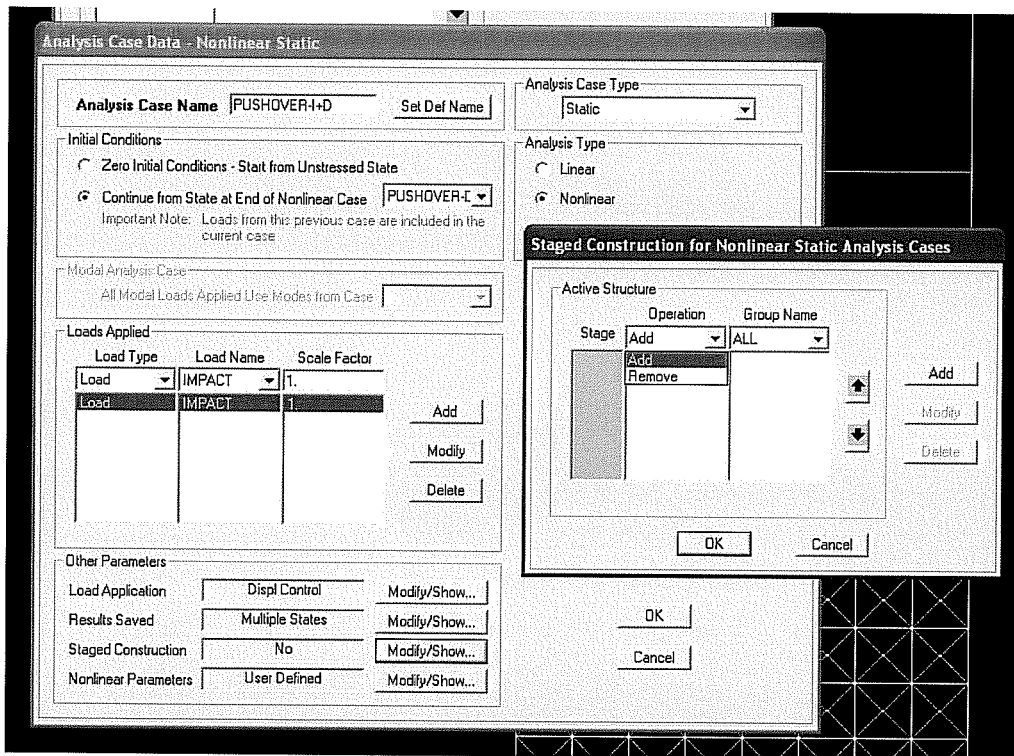 Analysis Case Data - Nonlinear Static
Analysis Case Name PUSHOVER-I+D Set Def Name
Analysis Case Type
Static
Initial Conditions
Zero Initial Conditions - Start from Unstressed State
Continue from State at End of Nonlinear Case PUSHOVER-D
Important Note: Loads from this previous case are included in the
current case
Analysis Type
Linear
Nonlinear
Modal Analysis Case
All Modal Loads Applied Use Modes from Case
Loads Applied
Load Type Load Name Scale Factor
Load IMPACT 1.
Load IMPACT 1.
Add
Modify
Delete
Other Parameters
Load Application Displ Control Modify/Show...
Results Saved Multiple States Modify/Show...
Staged Construction No Modify/Show...
Nonlinear Parameters User Defined Modify/Show...
OK
Cancel
Staged Construction for Nonlinear Static Analysis Cases
Active Structure
Operation Group Name
Stage Add ALL
Add
Remove
Add
Modify
Delete
OK Cancel